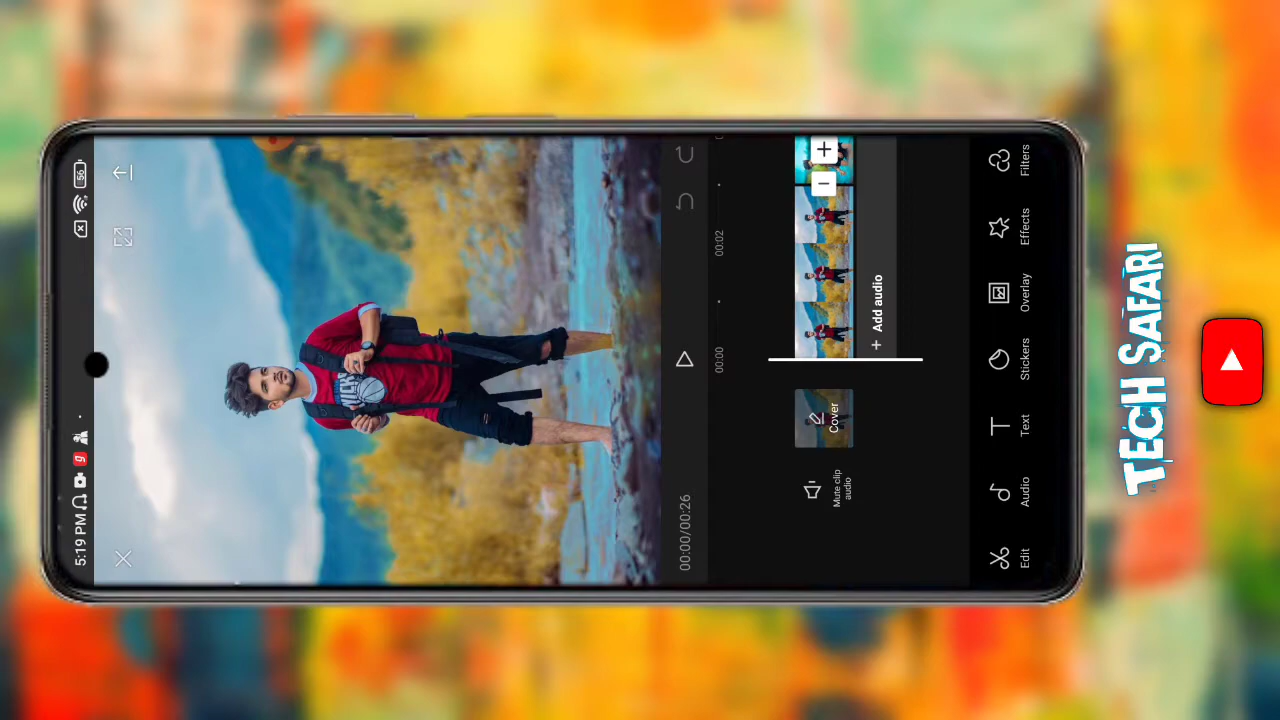 5:19 PM
56
NICKS
00:00/00:26
00:00
00:02
Mute clip
audio
Cover
+ Add audio
Edit
Audio
Text
Stickers
Overlay
Effects
Filters
TECH SAFARI